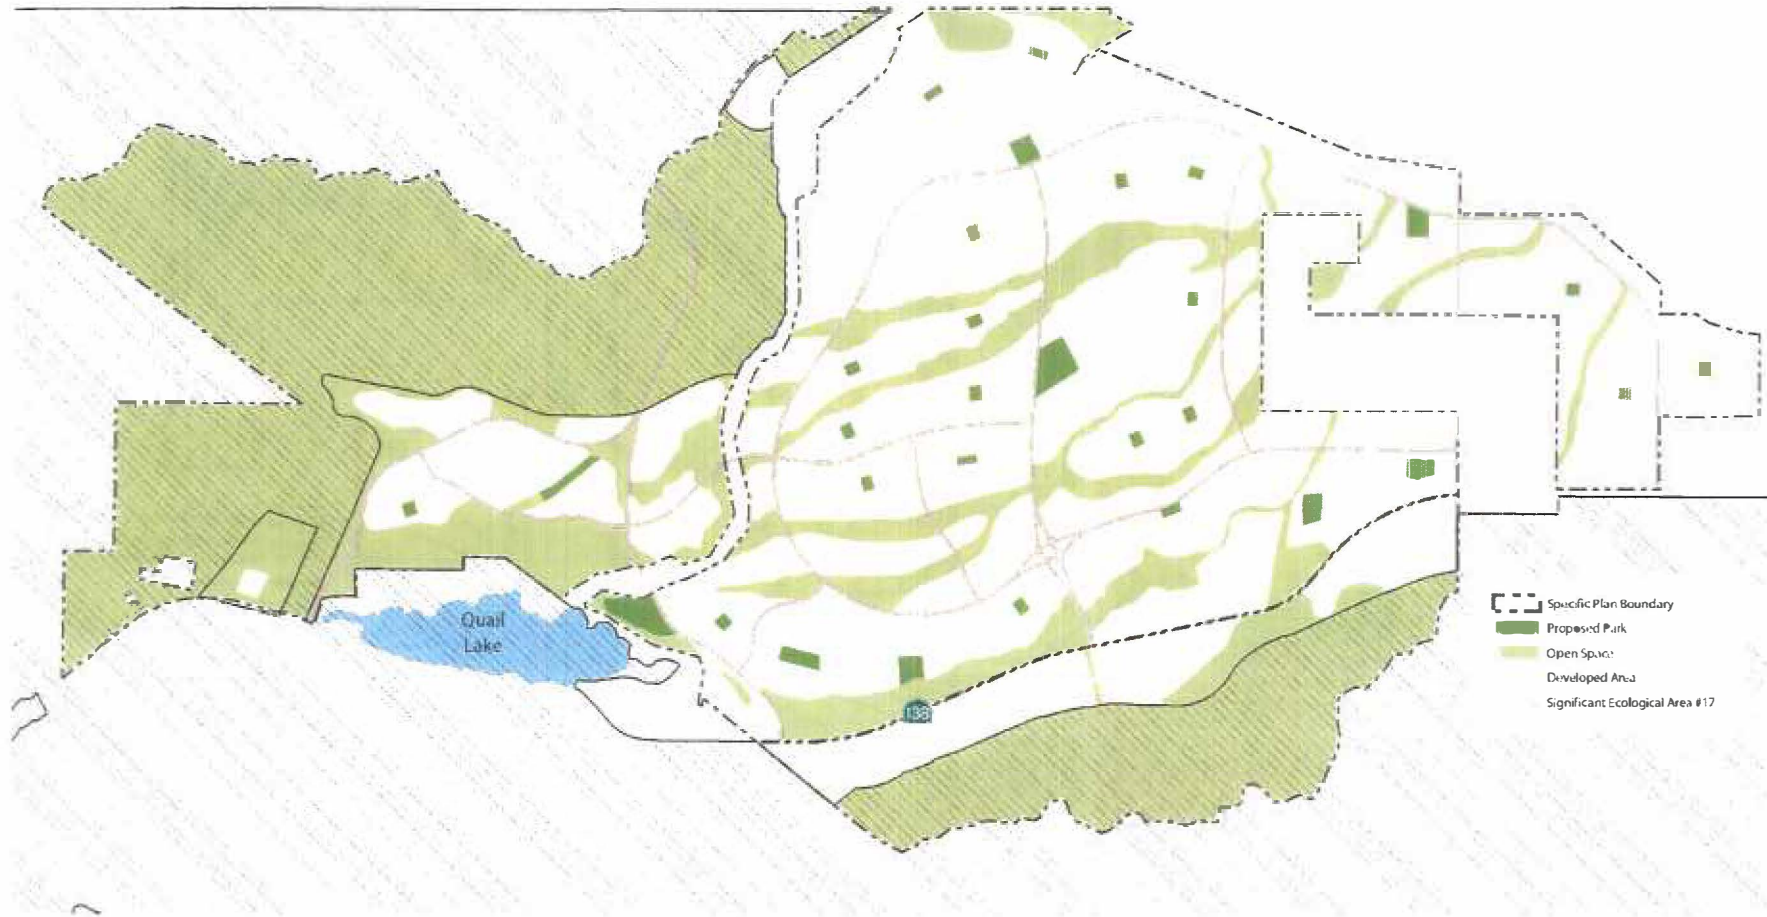 Quail
Lake
138
Specific Plan Boundary
Proposed Park
Open Space
Developed Area
Significant Ecological Area #17